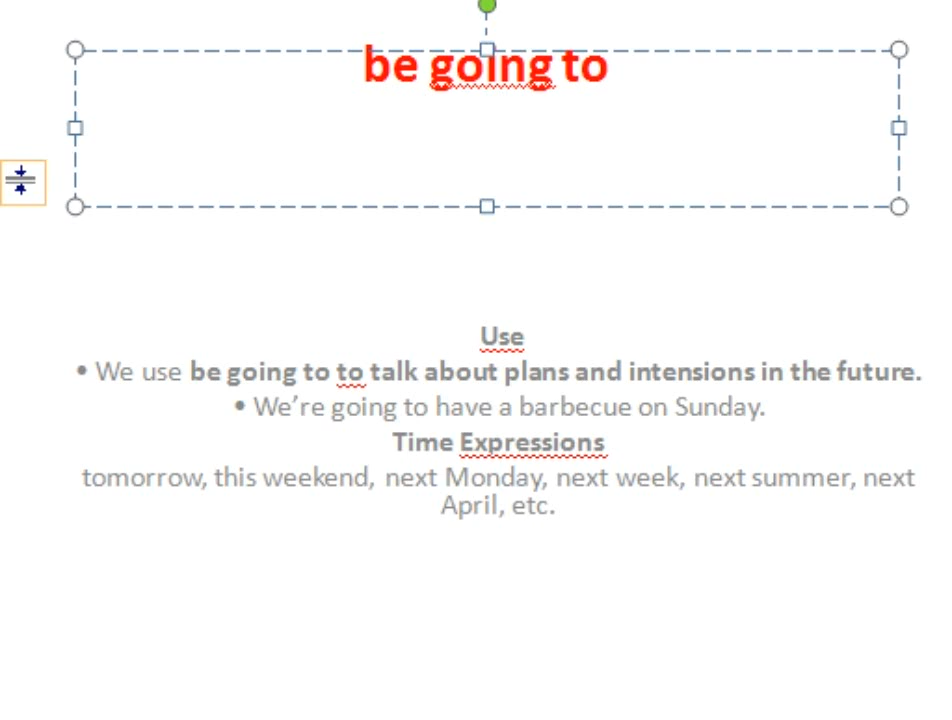 be going to
Use
• We use be going to to talk about plans and intensions in the future.
• We’re going to have a barbecue on Sunday.
Time Expressions
tomorrow, this weekend, next Monday, next week, next summer, next
April, etc.